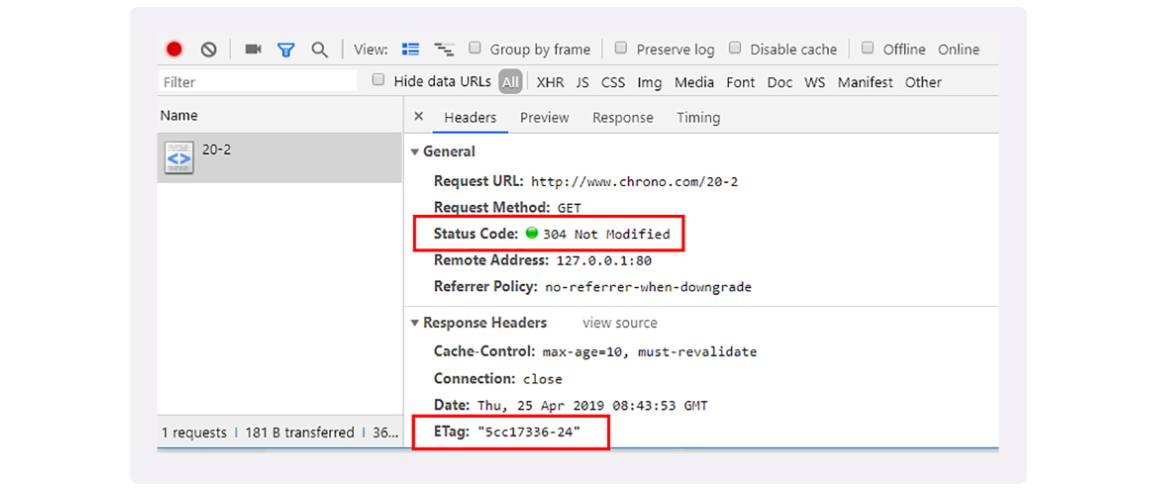 View: Group by frame Preserve log Disable cache Offline Online
Filter Hide data URLs All XHR JS CSS Img Media Font Doc WS Manifest Other
Name
× Headers Preview Response Timing
20-2
General
Request URL: http://www.chrono.com/20-2
Request Method: GET
Status Code: 304 Not Modified
Remote Address: 127.0.0.1:80
Referrer Policy: no-referrer-when-downgrade
Response Headers view source
Cache-Control: max-age=10, must-revalidate
Connection: close
Date: Thu, 25 Apr 2019 08:43:53 GMT
ETag: "5cc17336-24"
1 requests | 181 B transferred | 36...